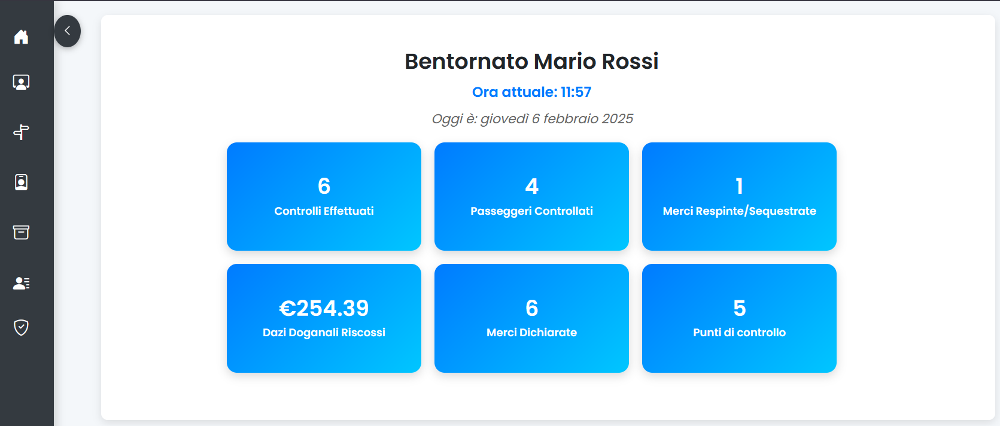 Bentornato Mario Rossi
Ora attuale: 11:57
Oggi è: giovedì 6 febbraio 2025
6
Controlli Effettuati
4
Passeggeri Controllati
1
Merci Respinte/Sequestrate
€254.39
Dazi Doganali Riscossi
6
Merci Dichiarate
5
Punti di controllo